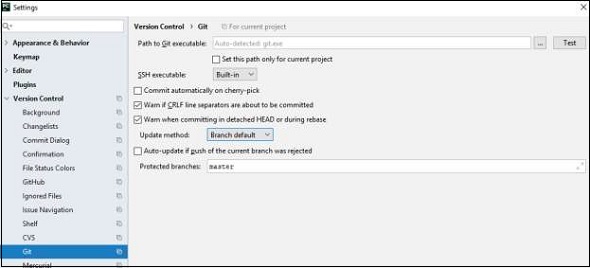 PC Settings
Version Control › Git For current project
Appearance & Behavior
Keymap
Editor
Plugins
Version Control
Background
Changelists
Commit Dialog
Confirmation
File Status Colors
GitHub
Ignored Files
Issue Navigation
Shelf
CVS
Git
Mercurial
Path to Git executable: Auto-detected: git.exe ... Test
Set this path only for current project
SSH executable: Built-in
Commit automatically on cherry-pick
Warn if CRLF line separators are about to be committed
Warn when committing in detached HEAD or during rebase
Update method: Branch default
Auto-update if push of the current branch was rejected
Protected branches: master